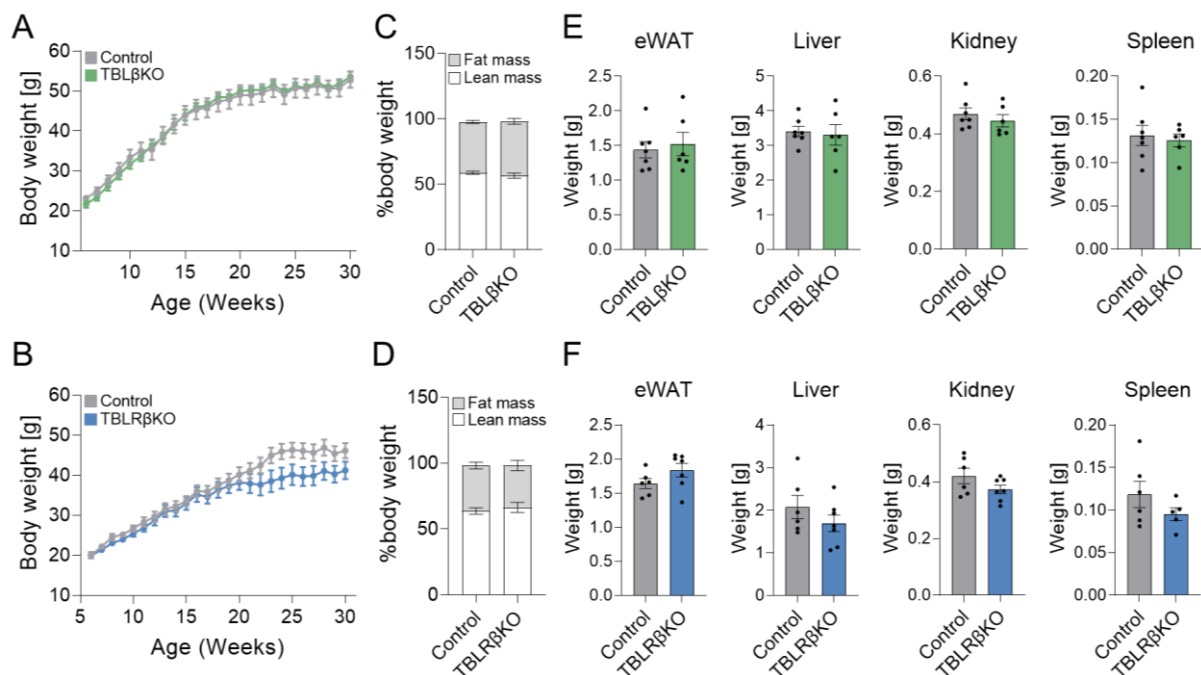 A
Control
TBLβKO
Body weight [g]
60
50
40
30
20
10
10
15
20
25
30
Age (Weeks)
C
150
100
50
0
%body weight
Fat mass
Lean mass
Control
TBLβKO
E
eWAT
Weight [g]
2.5
2.0
1.5
1.0
0.5
0.0
Control
TBLβKO
Liver
Weight [g]
5
4
3
2
1
0
Control
TBLβKO
Kidney
Weight [g]
0.6
0.4
0.2
0.0
Control
TBLβKO
Spleen
Weight [g]
0.20
0.15
0.10
0.05
0.00
Control
TBLβKO
B
Control
TBLRβKO
Body weight [g]
60
50
40
30
20
10
5
10
15
20
25
30
Age (Weeks)
D
150
100
50
0
%body weight
Fat mass
Lean mass
Control
TBLRβKO
F
eWAT
Weight [g]
2.5
2.0
1.5
1.0
0.5
0.0
Control
TBLRβKO
Liver
Weight [g]
4
3
2
1
0
Control
TBLRβKO
Kidney
Weight [g]
0.6
0.4
0.2
0.0
Control
TBLRβKO
Spleen
Weight [g]
0.20
0.15
0.10
0.05
0.00
Control
TBLRβKO